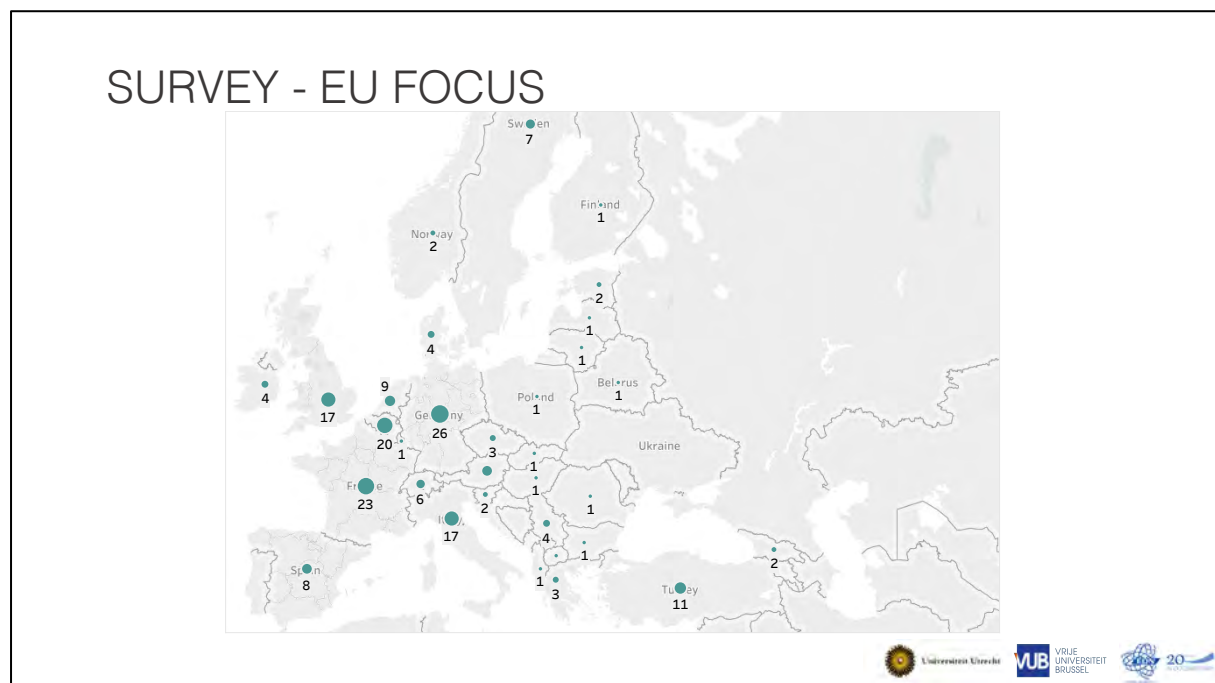 SURVEY - EU FOCUS
Sweden
7
Finland
1
Norway
2
2
1
4
1
Belarus
1
4
17
9
Poland
1
Germany
26
20
1
Ukraine
3
1
France
23
6
1
2
1
Italy
17
4
1
Spain
8
1
3
2
Turkey
11
Universiteit Utrecht
VUB
VRIJE
UNIVERSITEIT
BRUSSEL
20